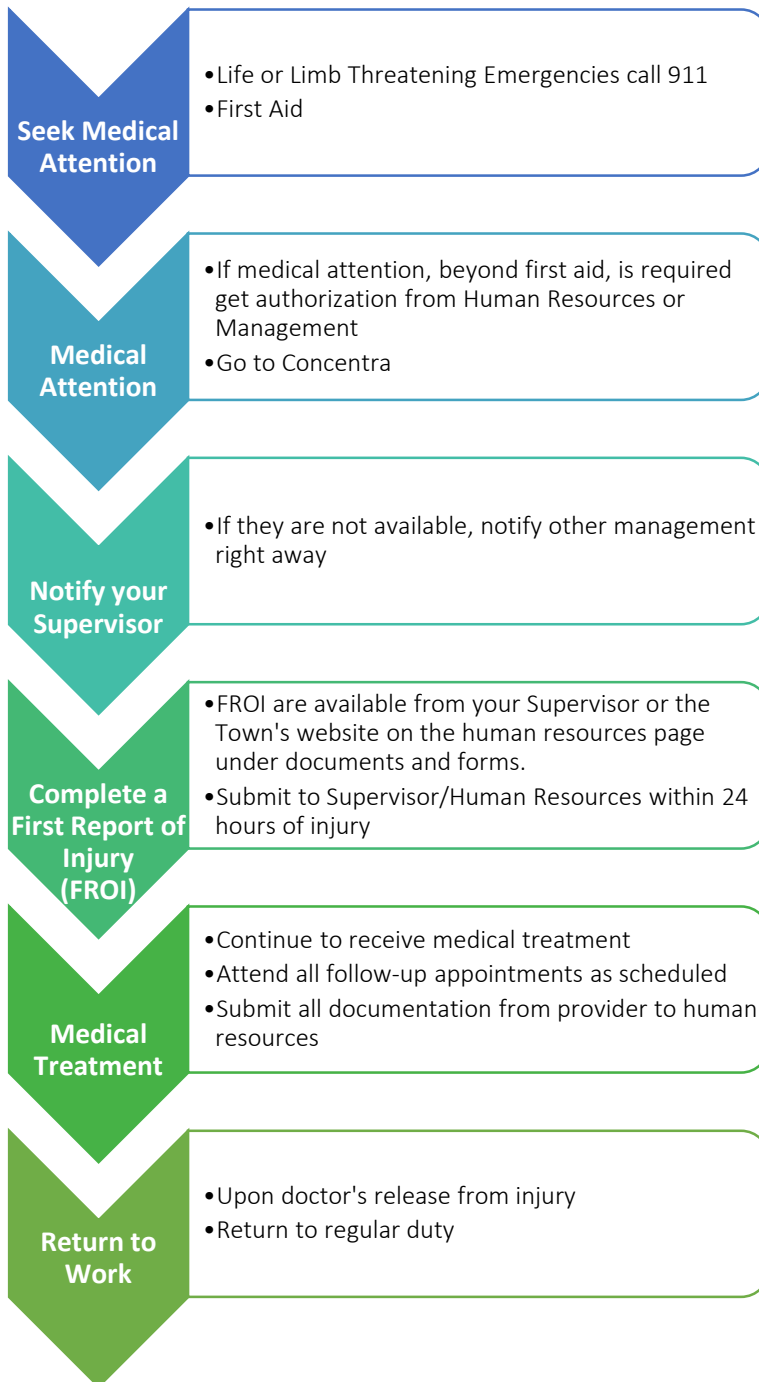 Seek Medical
Attention
•Life or Limb Threatening Emergencies call 911
•First Aid
Medical
Attention
•If medical attention, beyond first aid, is required
get authorization from Human Resources or
Management
•Go to Concentra
Notify your
Supervisor
•If they are not available, notify other management
right away
Complete a
First Report of
Injury
(FROI)
•FROI are available from your Supervisor or the
Town's website on the human resources page
under documents and forms.
•Submit to Supervisor/Human Resources within 24
hours of injury
Medical
Treatment
•Continue to receive medical treatment
•Attend all follow-up appointments as scheduled
•Submit all documentation from provider to human
resources
Return to
Work
•Upon doctor's release from injury
•Return to regular duty